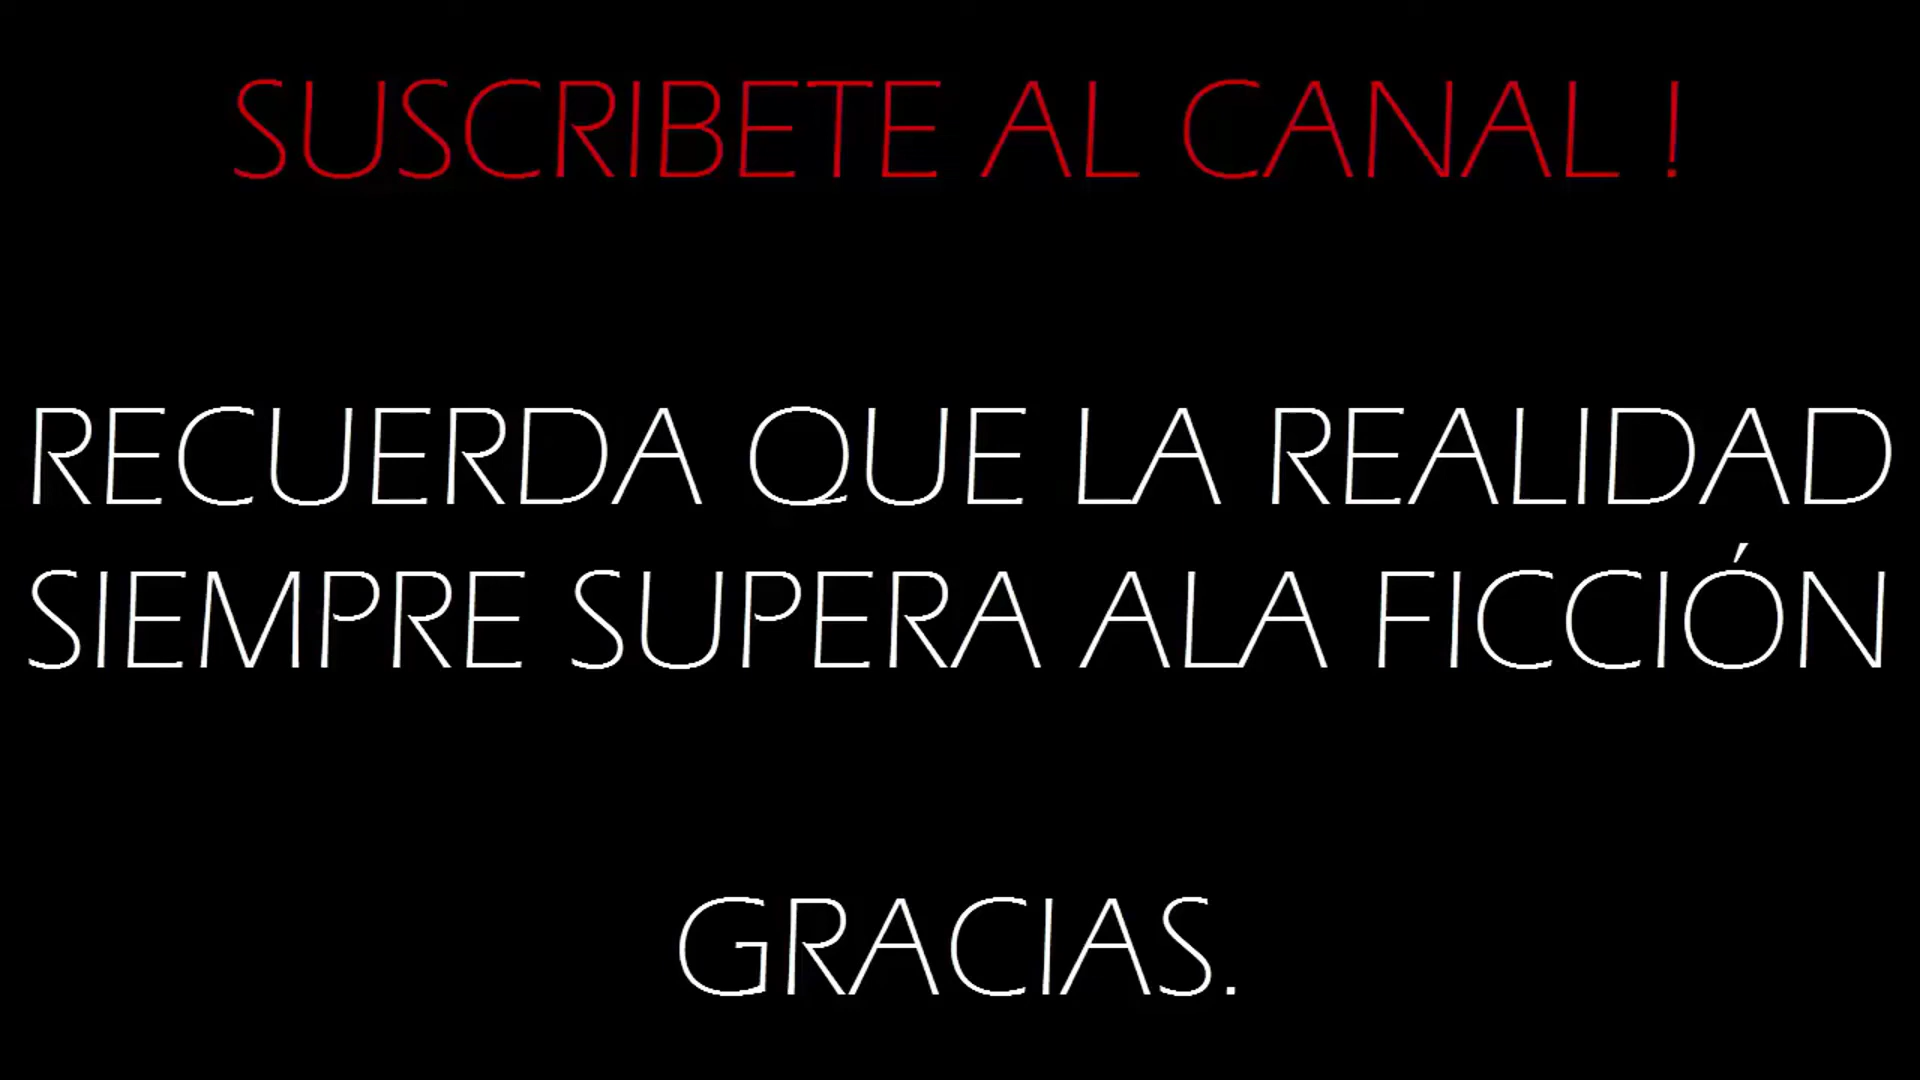 SUSCRIBETE AL CANAL !
RECUERDA QUE LA REALIDAD
SIEMPRE SUPERA ALA FICCIÓN
GRACIAS.